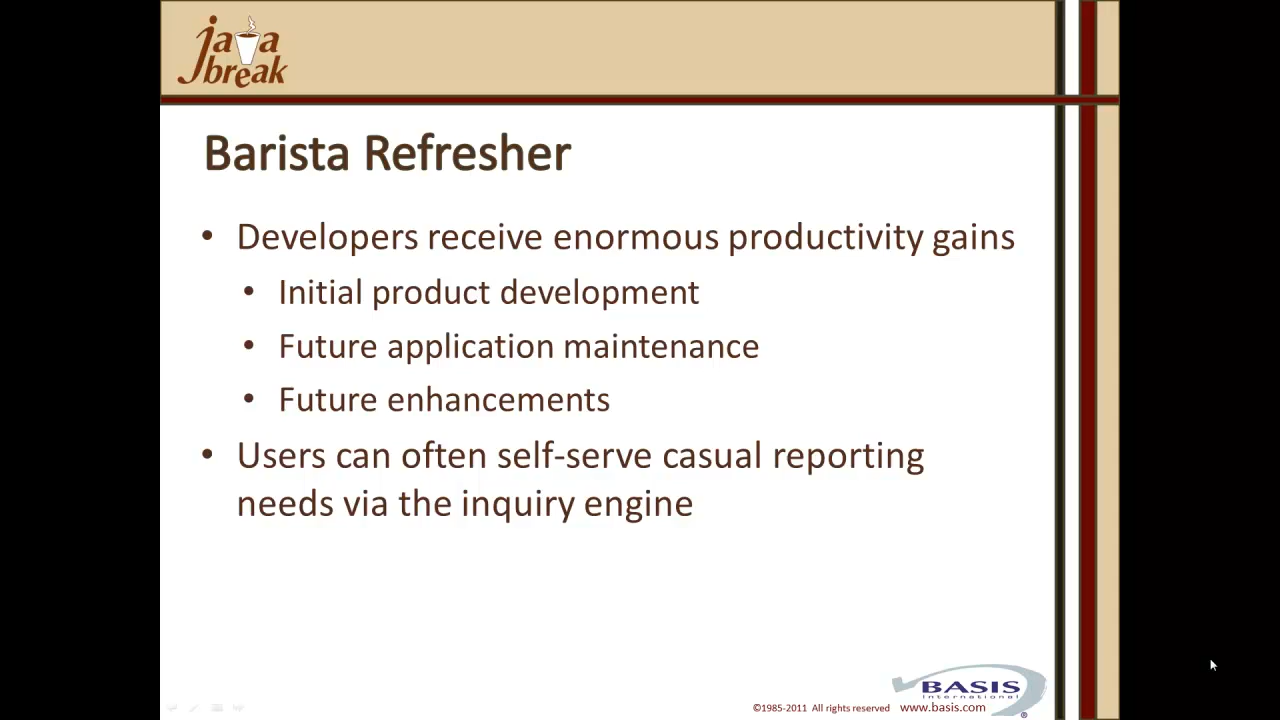 java
break
Barista Refresher
• Developers receive enormous productivity gains
• Initial product development
• Future application maintenance
• Future enhancements
• Users can often self-serve casual reporting
needs via the inquiry engine
BASIS
International
®
©1985-2011 All rights reserved www.basis.com